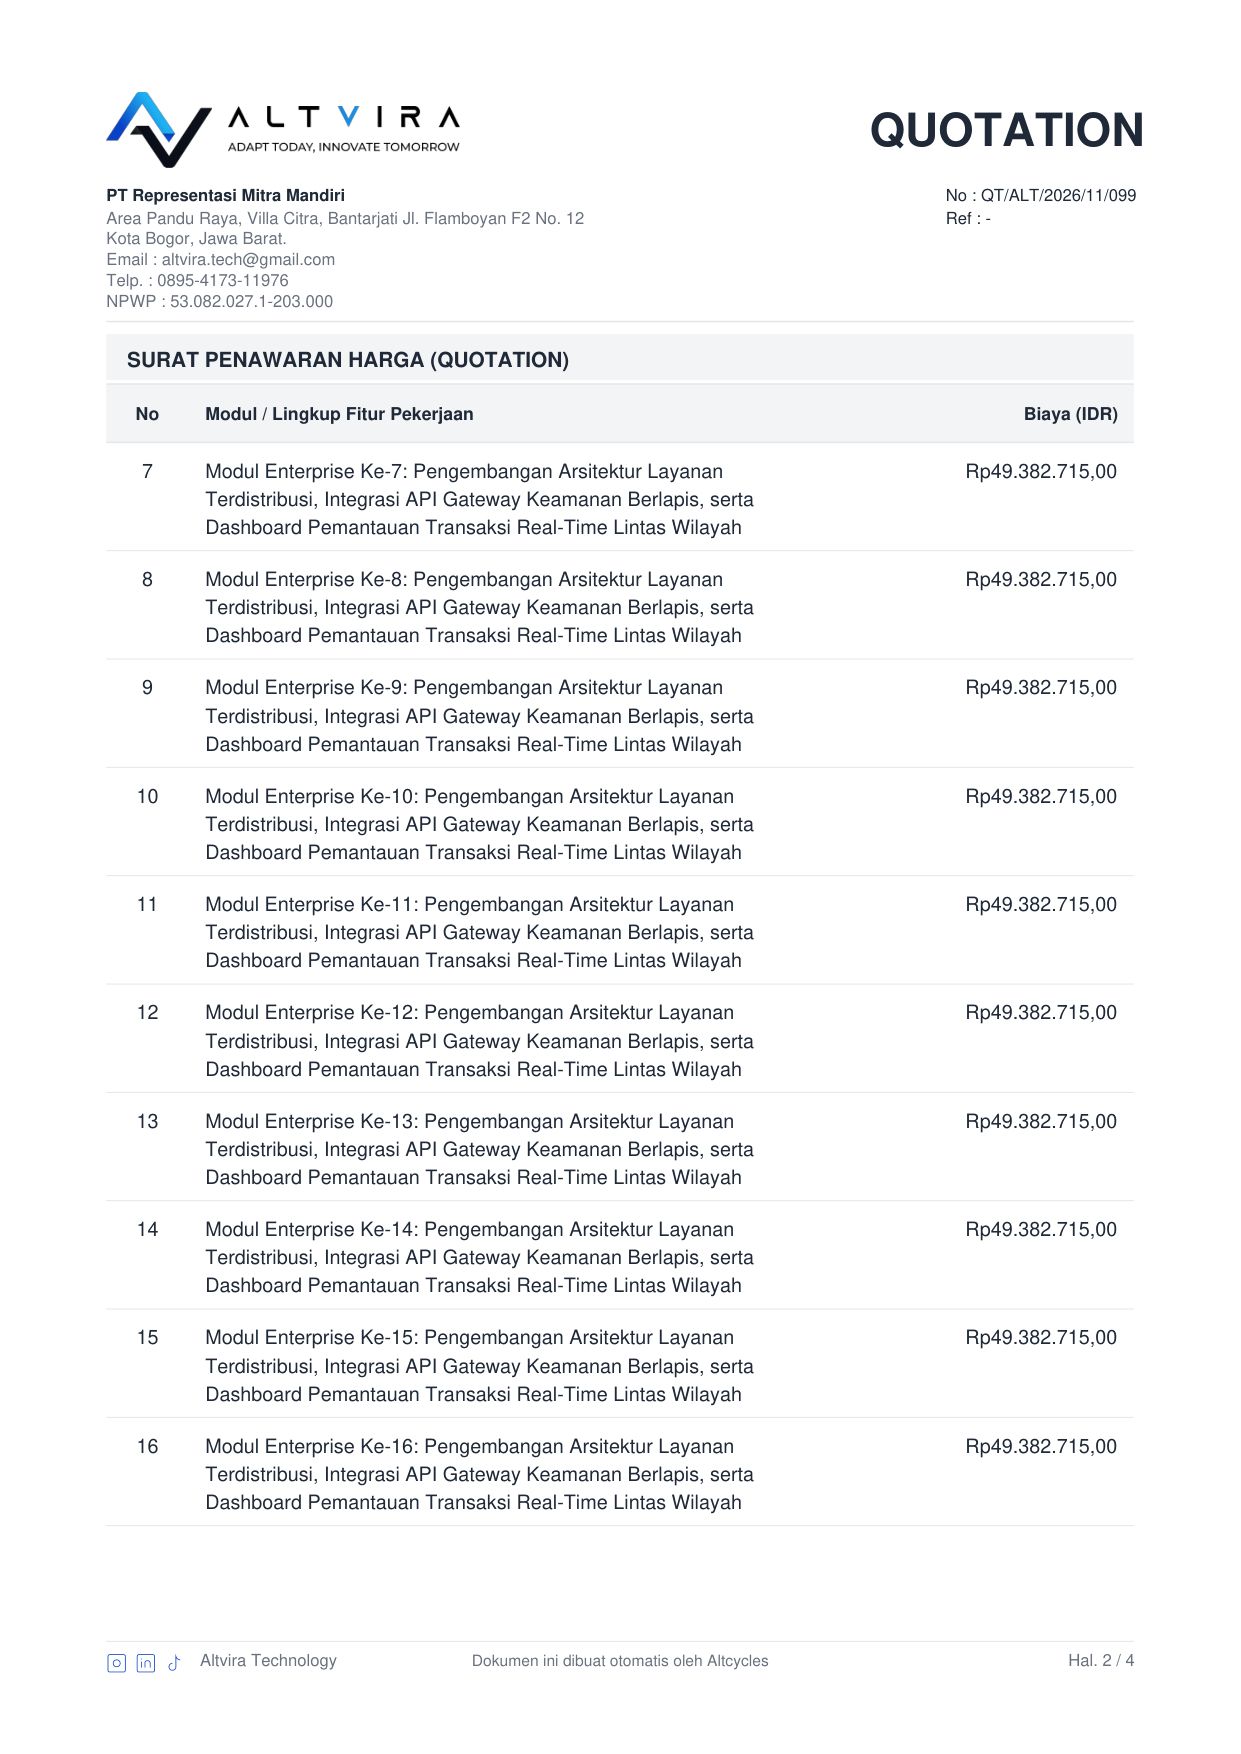 ALTVIRA
ADAPT TODAY, INNOVATE TOMORROW
QUOTATION
PT Representasi Mitra Mandiri
Area Pandu Raya, Villa Citra, Bantarjati Jl. Flamboyan F2 No. 12
Kota Bogor, Jawa Barat.
Email : altvira.tech@gmail.com
Telp. : 0895-4173-11976
NPWP : 53.082.027.1-203.000
No : QT/ALT/2026/11/099
Ref : -
SURAT PENAWARAN HARGA (QUOTATION)
No Modul / Lingkup Fitur Pekerjaan Biaya (IDR)
7 Modul Enterprise Ke-7: Pengembangan Arsitektur Layanan Rp49.382.715,00
Terdistribusi, Integrasi API Gateway Keamanan Berlapis, serta
Dashboard Pemantauan Transaksi Real-Time Lintas Wilayah
8 Modul Enterprise Ke-8: Pengembangan Arsitektur Layanan Rp49.382.715,00
Terdistribusi, Integrasi API Gateway Keamanan Berlapis, serta
Dashboard Pemantauan Transaksi Real-Time Lintas Wilayah
9 Modul Enterprise Ke-9: Pengembangan Arsitektur Layanan Rp49.382.715,00
Terdistribusi, Integrasi API Gateway Keamanan Berlapis, serta
Dashboard Pemantauan Transaksi Real-Time Lintas Wilayah
10 Modul Enterprise Ke-10: Pengembangan Arsitektur Layanan Rp49.382.715,00
Terdistribusi, Integrasi API Gateway Keamanan Berlapis, serta
Dashboard Pemantauan Transaksi Real-Time Lintas Wilayah
11 Modul Enterprise Ke-11: Pengembangan Arsitektur Layanan Rp49.382.715,00
Terdistribusi, Integrasi API Gateway Keamanan Berlapis, serta
Dashboard Pemantauan Transaksi Real-Time Lintas Wilayah
12 Modul Enterprise Ke-12: Pengembangan Arsitektur Layanan Rp49.382.715,00
Terdistribusi, Integrasi API Gateway Keamanan Berlapis, serta
Dashboard Pemantauan Transaksi Real-Time Lintas Wilayah
13 Modul Enterprise Ke-13: Pengembangan Arsitektur Layanan Rp49.382.715,00
Terdistribusi, Integrasi API Gateway Keamanan Berlapis, serta
Dashboard Pemantauan Transaksi Real-Time Lintas Wilayah
14 Modul Enterprise Ke-14: Pengembangan Arsitektur Layanan Rp49.382.715,00
Terdistribusi, Integrasi API Gateway Keamanan Berlapis, serta
Dashboard Pemantauan Transaksi Real-Time Lintas Wilayah
15 Modul Enterprise Ke-15: Pengembangan Arsitektur Layanan Rp49.382.715,00
Terdistribusi, Integrasi API Gateway Keamanan Berlapis, serta
Dashboard Pemantauan Transaksi Real-Time Lintas Wilayah
16 Modul Enterprise Ke-16: Pengembangan Arsitektur Layanan Rp49.382.715,00
Terdistribusi, Integrasi API Gateway Keamanan Berlapis, serta
Dashboard Pemantauan Transaksi Real-Time Lintas Wilayah
Altvira Technology Dokumen ini dibuat otomatis oleh Altcycles Hal. 2 / 4